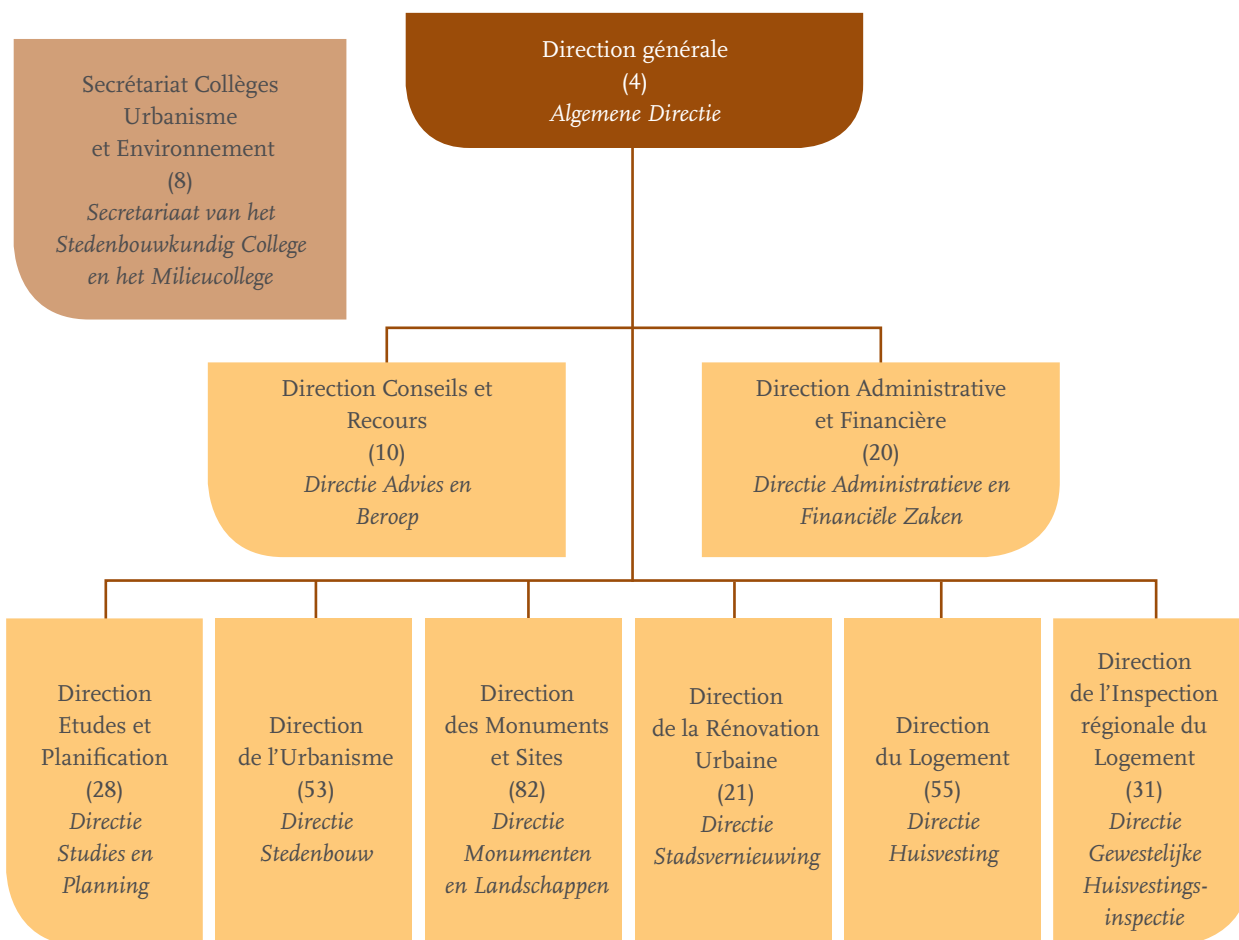 Direction générale
(4)
Algemene Directie
Secrétariat Collèges
Urbanisme
et Environnement
(8)
Secretariaat van het
Stedenbouwkundig College
en het Milieucollege
Direction Conseils et
Recours
(10)
Directie Advies en
Beroep
Direction Administrative
et Financière
(20)
Directie Administratieve en
Financiële Zaken
Direction
Etudes et
Planification
(28)
Directie
Studies en
Planning
Direction
de l'Urbanisme
(53)
Directie
Stedenbouw
Direction
des Monuments
et Sites
(82)
Directie
Monumenten
en Landschappen
Direction
de la Rénovation
Urbaine
(21)
Directie
Stadsvernieuwing
Direction
du Logement
(55)
Directie
Huisvesting
Direction
de l'Inspection
régionale du
Logement
(31)
Directie
Gewestelijke
Huisvestings-
inspectie